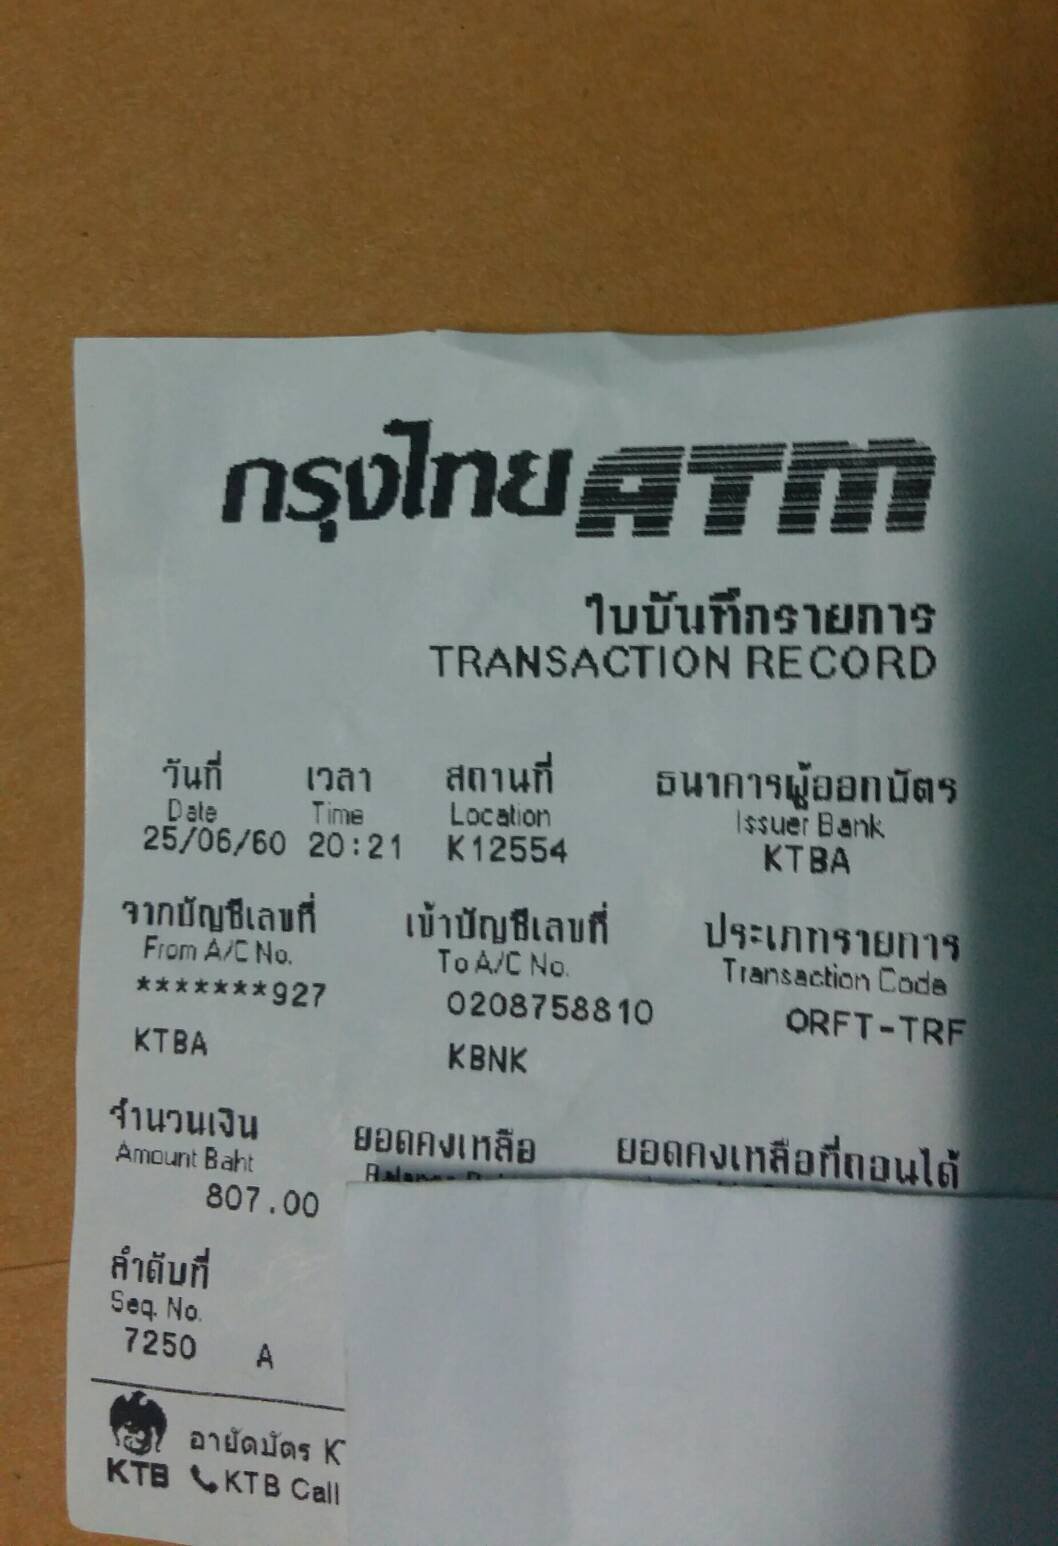 กรุงไทย ATM
ใบบันทึกรายการ
TRANSACTION RECORD
วันที่ เวลา สถานที่ ธนาคารผู้ออกบัตร
Date Time Location Issuer Bank
25/06/60 20:21 K12554 KTBA
จากบัญชีเลขที่ เข้าบัญชีเลขที่ ประเภทรายการ
From A/C No. To A/C No. Transaction Code
*******927 0208758810 ORFT-TRF
KTBA KBNK
จำนวนเงิน ยอดคงเหลือ ยอดคงเหลือที่ถอนได้
Amount Baht
807.00
ลำดับที่
Seq. No.
7250 A
อายัดบัตร K
KTB KTB Call